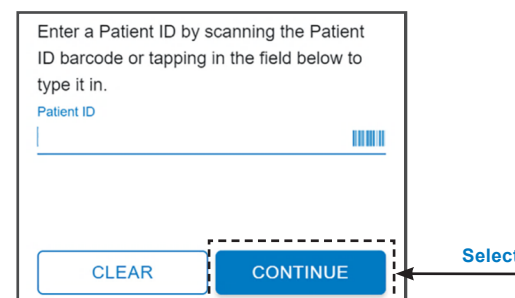 Enter a Patient ID by scanning the Patient
ID barcode or tapping in the field below to
type it in.
Patient ID
CLEAR
CONTINUE
Select